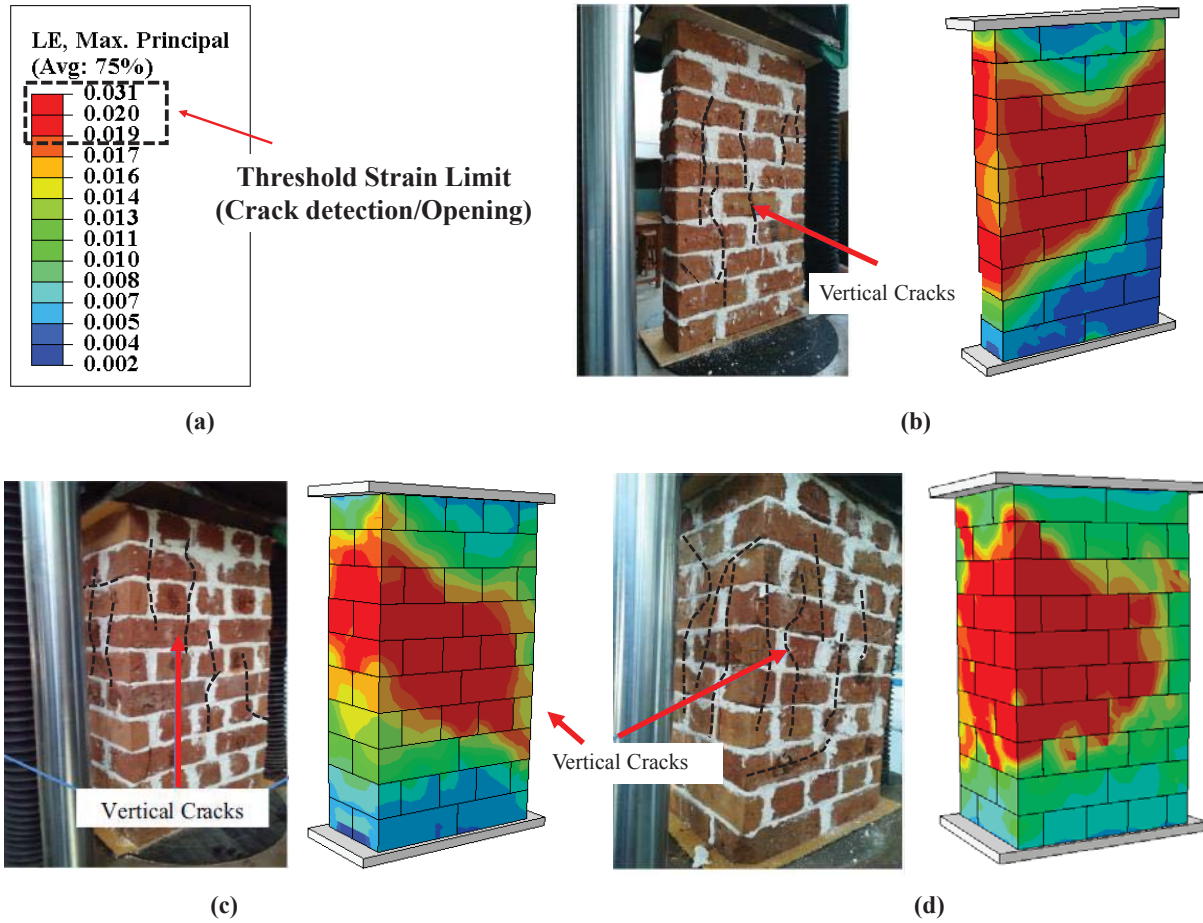 LE, Max. Principal
(Avg: 75%)
0.031
0.020
0.019
0.017
0.016
0.014
0.013
0.011
0.010
0.008
0.007
0.005
0.004
0.002
Threshold Strain Limit
(Crack detection/Opening)
(a)
Vertical Cracks
(b)
Vertical Cracks
(c)
Vertical Cracks
(d)